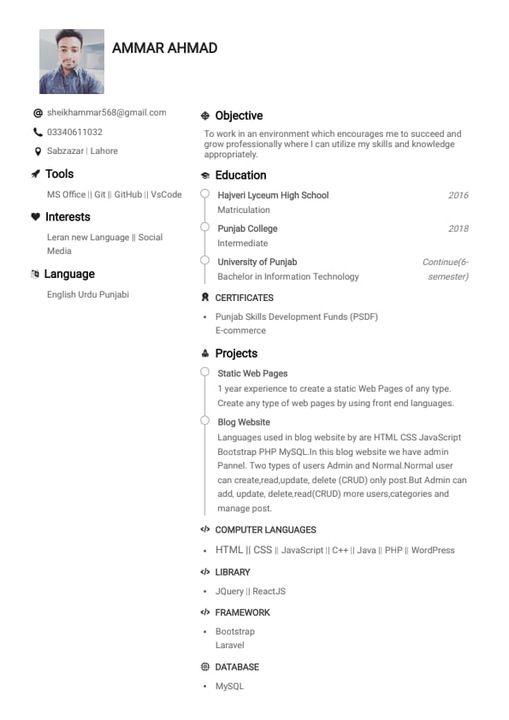 AMMAR AHMAD
sheikhammar568@gmail.com
03340611032
Sabzazar | Lahore
Tools
MS Office || Git || GitHub || VsCode
Interests
Leran new Language || Social
Media
Language
English Urdu Punjabi
Objective
To work in an environment which encourages me to succeed and
grow professionally where I can utilize my skills and knowledge
appropriately.
Education
Hajveri Lyceum High School 2016
Matriculation
Punjab College 2018
Intermediate
University of Punjab Continue(6-
Bachelor in Information Technology semester)
CERTIFICATES
• Punjab Skills Development Funds (PSDF)
E-commerce
Projects
Static Web Pages
1 year experience to create a static Web Pages of any type.
Create any type of web pages by using front end languages.
Blog Website
Languages used in blog website by are HTML CSS JavaScript
Bootstrap PHP MySQL.In this blog website we have admin
Pannel. Two types of users Admin and Normal.Normal user
can create,read,update, delete (CRUD) only post.But Admin can
add, update, delete,read(CRUD) more users,categories and
manage post.
</> COMPUTER LANGUAGES
• HTML || CSS || JavaScript || C++ || Java || PHP || WordPress
</> LIBRARY
• JQuery || ReactJS
</> FRAMEWORK
• Bootstrap
Laravel
DATABASE
• MySQL